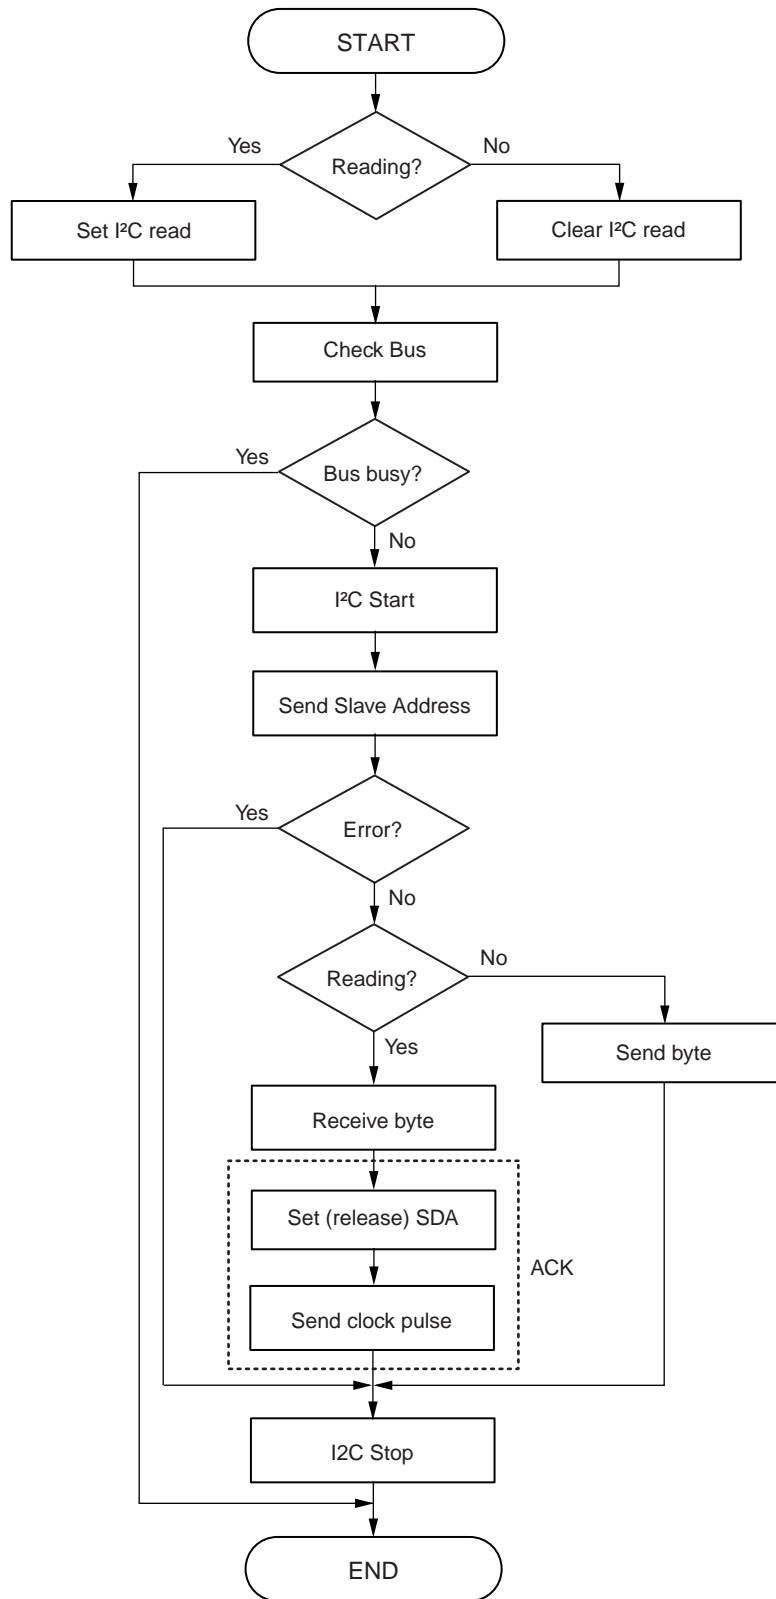 START
Yes
Reading?
No
Set I²C read
Clear I²C read
Check Bus
Yes
Bus busy?
No
I²C Start
Send Slave Address
Yes
Error?
No
Reading?
No
Yes
Send byte
Receive byte
Set (release) SDA
ACK
Send clock pulse
I2C Stop
END